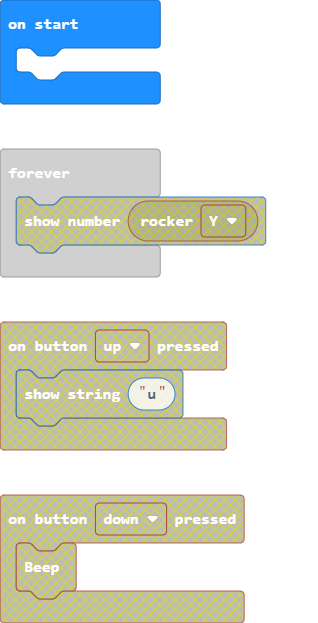 on start
forever
show number rocker Y
on button up pressed
show string "u"
on button down pressed
Beep